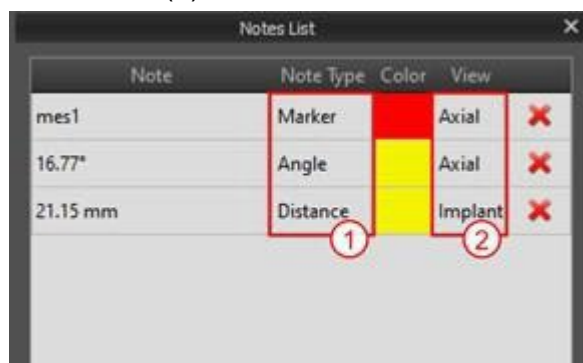 Notes List
Note Note Type Color View
mes1 Marker Axial
16.77° Angle Axial
21.15 mm Distance Implant
1 2